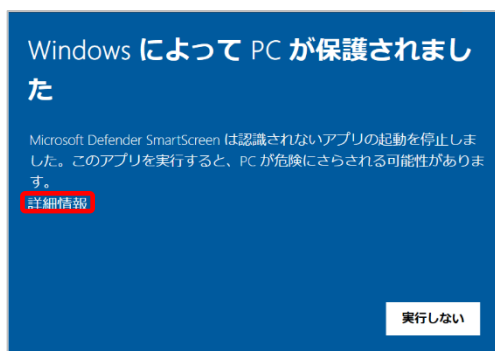 Windows によって PC が保護されまし
た
Microsoft Defender SmartScreen は認識されないアプリの起動を停止しま
した。このアプリを実行すると、PC が危険にさらされる可能性がありま
す。
詳細情報
実行しない